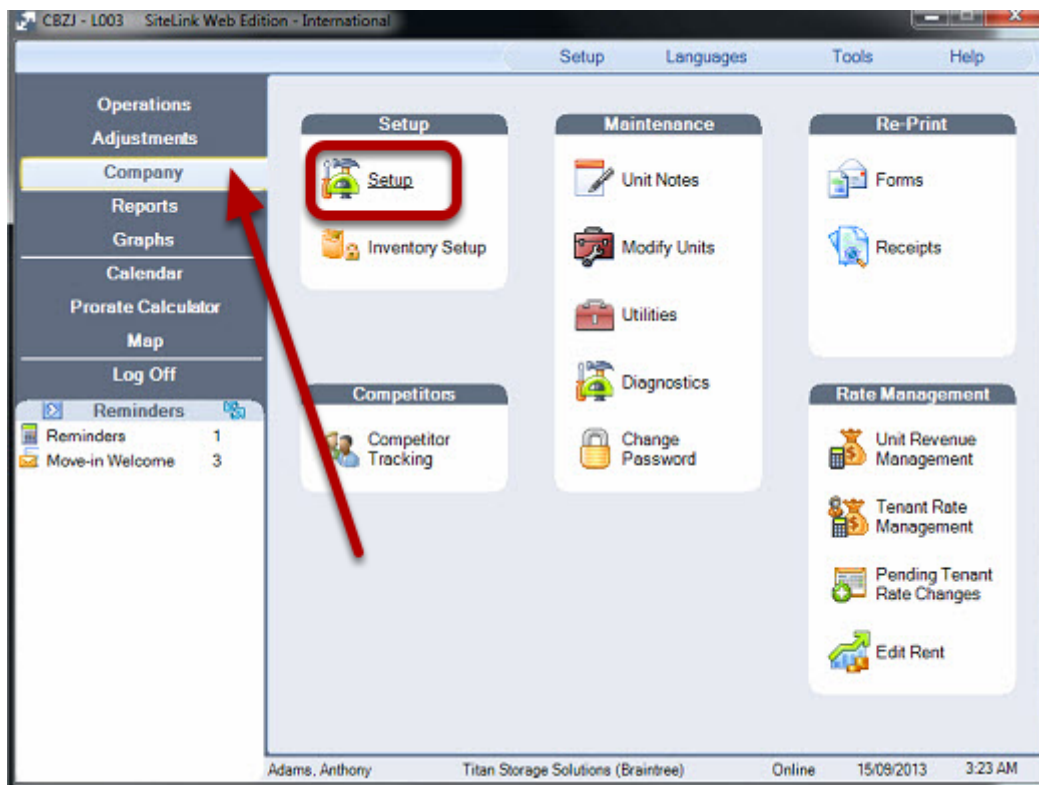 CBZJ - L003 SiteLink Web Edition - International
Setup Languages Tools Help
Operations
Adjustments
Company
Reports
Graphs
Calendar
Prorate Calculator
Map
Log Off
Reminders
Reminders 1
Move-in Welcome 3
Setup
Setup
Inventory Setup
Competitors
Competitor
Tracking
Maintenance
Unit Notes
Modify Units
Utilities
Diagnostics
Change
Password
Re-Print
Forms
Receipts
Rate Management
Unit Revenue
Management
Tenant Rate
Management
Pending Tenant
Rate Changes
Edit Rent
Adams, Anthony Titan Storage Solutions (Braintree) Online 15/09/2013 3:23 AM